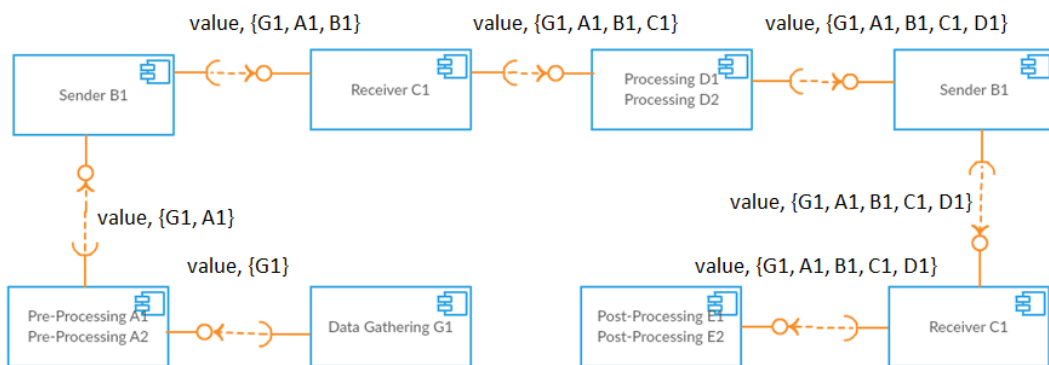 value, {G1, A1, B1}
value, {G1, A1, B1, C1}
value, {G1, A1, B1, C1, D1}
Sender B1
Receiver C1
Processing D1
Processing D2
Sender B1
value, {G1, A1}
value, {G1, A1, B1, C1, D1}
value, {G1}
value, {G1, A1, B1, C1, D1}
Pre-Processing A1
Pre-Processing A2
Data Gathering G1
Post-Processing E1
Post-Processing E2
Receiver C1